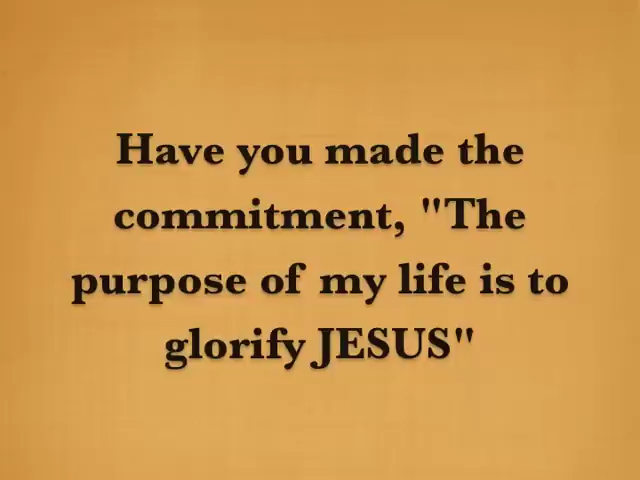 Have you made the
commitment, "The
purpose of my life is to
glorify JESUS"